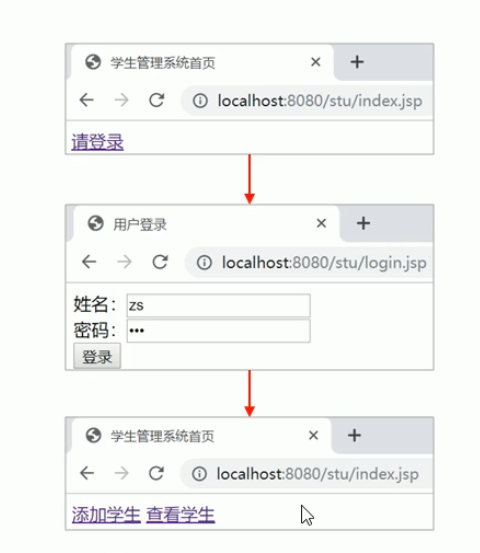 学生管理系统首页
localhost:8080/stu/index.jsp
请登录
用户登录
localhost:8080/stu/login.jsp
姓名：zs
密码：•••
登录
学生管理系统首页
localhost:8080/stu/index.jsp
添加学生 查看学生